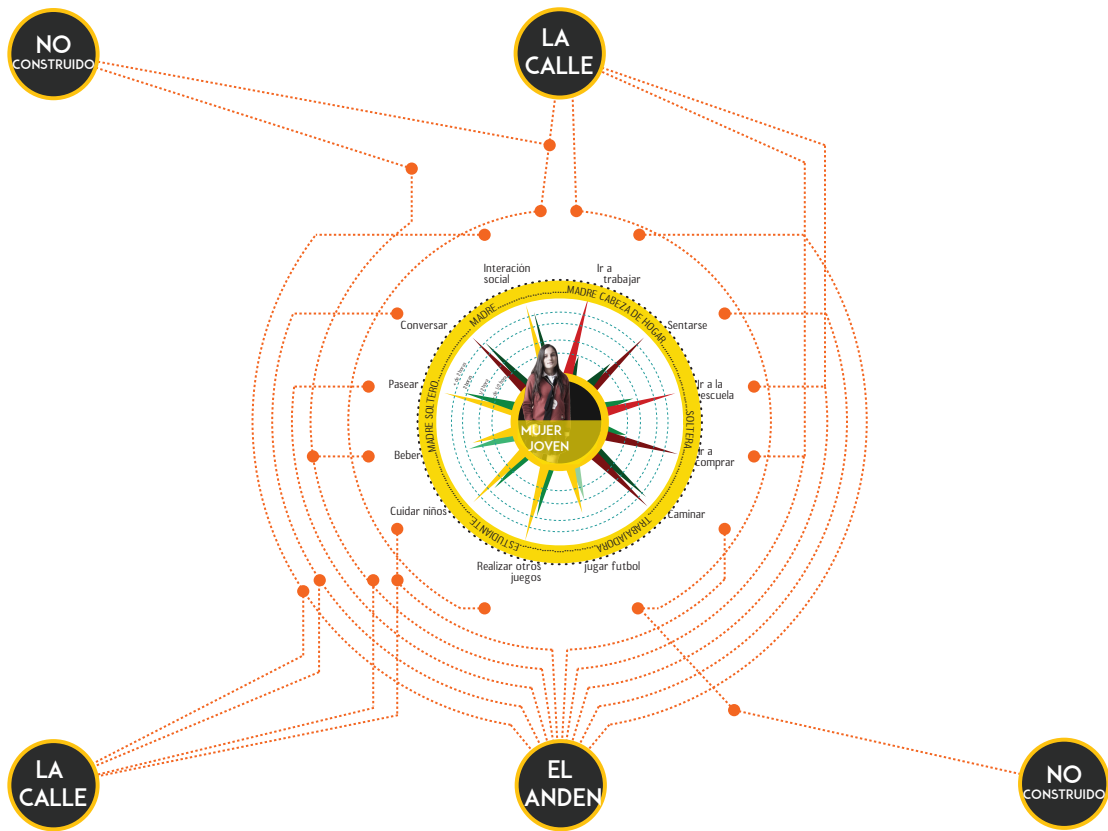 NO
CONSTRUIDO
LA
CALLE
Interación
social
Ir a
trabajar
MADRE
MADRE CABEZA DE HOGAR
Conversar
Sentarse
Pasear
Ir a la
escuela
MADRE SOLTERO
SOLTERA
MUJER
JOVEN
Beber
Ir a
comprar
Cuidar niños
Caminar
ESTUDIANTE
TRABAJADORA
Realizar otros
juegos
jugar futbol
LA
CALLE
EL
ANDEN
NO
CONSTRUIDO